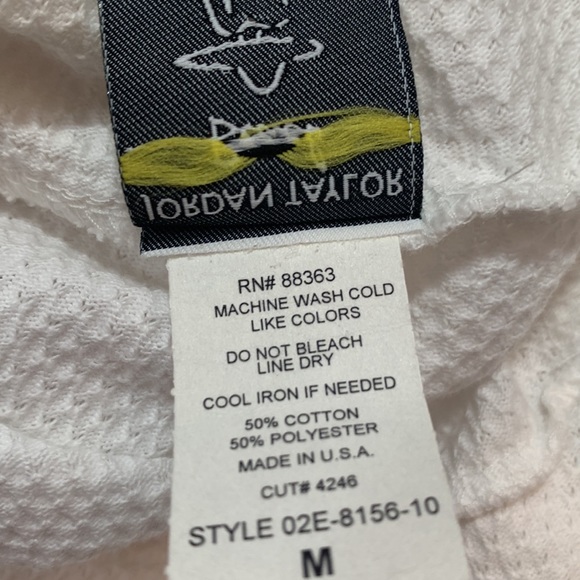 JORDAN TAYLOR
RN# 88363
MACHINE WASH COLD
LIKE COLORS
DO NOT BLEACH
LINE DRY
COOL IRON IF NEEDED
50% COTTON
50% POLYESTER
MADE IN U.S.A.
CUT# 4246
STYLE 02E-8156-10
M